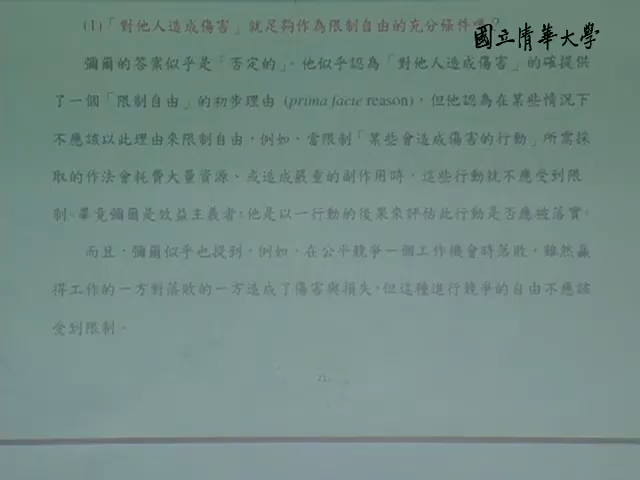 (1)「對他人造成傷害」就足夠作為限制自由的充分條件嗎？
國立清華大學
彌爾的答案似乎是「否定的」。他似乎認為「對他人造成傷害」的確提供
了一個「限制自由」的初步理由 (prima facie reason)，但他認為在某些情況下
不應該以此理由來限制自由，例如、當限制「某些會造成傷害的行動」所需採
取的作法會耗費大量資源、或造成嚴重的副作用時，這些行動就不應受到限
制。畢竟彌爾是效益主義者；他是以一行動的後果來評估此行動是否應被落實。
而且，彌爾似乎也提到，例如，在公平競爭一個工作機會時落敗，雖然贏
得工作的一方對落敗的一方造成了傷害與損失，但這種進行競爭的自由不應該
受到限制。